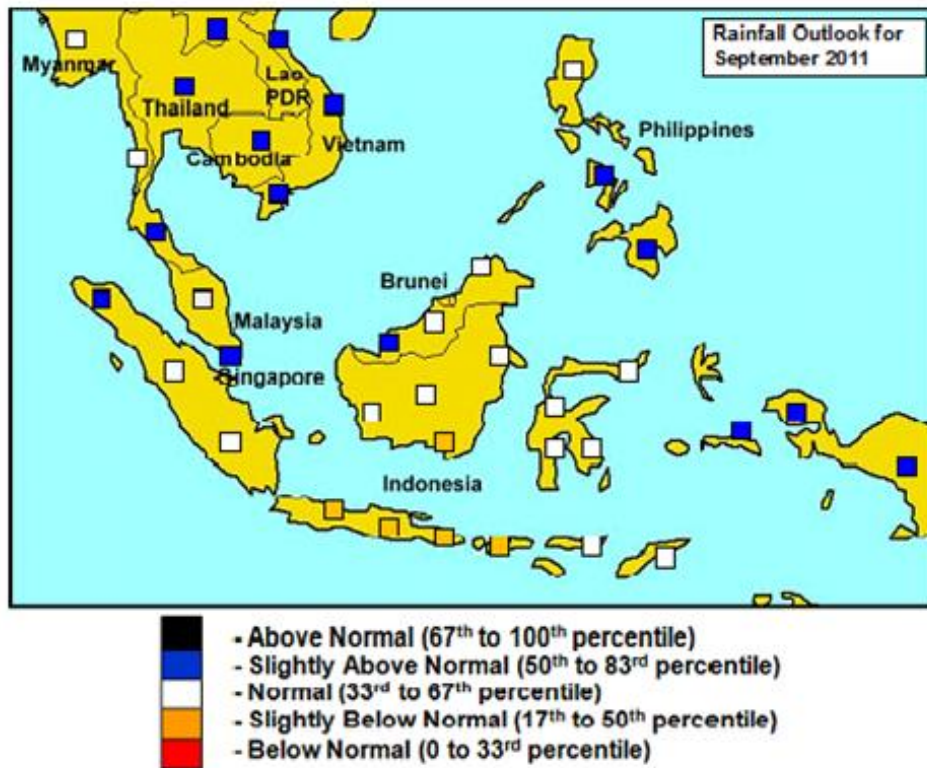 Rainfall Outlook for
September 2011
Myanmar
Lao
PDR
Thailand
Vietnam
Cambodia
Philippines
Brunei
Malaysia
Singapore
Indonesia
- Above Normal (67th to 100th percentile)
- Slightly Above Normal (50th to 83rd percentile)
- Normal (33rd to 67th percentile)
- Slightly Below Normal (17th to 50th percentile)
- Below Normal (0 to 33rd percentile)